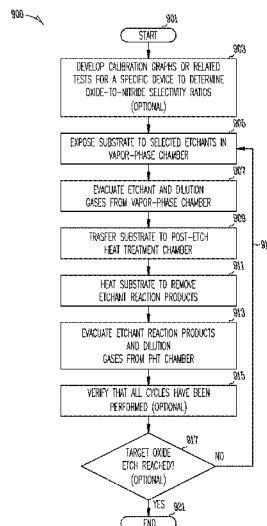 900
901
START
903
DEVELOP CALIBRATION GRAPHS OR RELATED
TESTS FOR A SPECIFIC DEVICE TO DETERMINE
OXIDE-TO-NITRIDE SELECTIVITY RATIOS
(OPTIONAL)
905
EXPOSE SUBSTRATE TO SELECTED ETCHANTS IN
VAPOR-PHASE CHAMBER
907
EVACUATE ETCHANT AND DILUTION
GASES FROM VAPOR-PHASE CHAMBER
909
TRASFER SUBSTRATE TO POST-ETCH
HEAT TREATMENT CHAMBER
911
HEAT SUBSTRATE TO REMOVE
ETCHANT REACTION PRODUCTS
913
EVACUATE ETCHANT REACTION PRODUCTS
AND DILUTION
GASES FROM PHT CHAMBER
915
VERIFY THAT ALL CYCLES HAVE BEEN
PERFORMED (OPTIONAL)
917
TARGET OXIDE
ETCH REACHED?
(OPTIONAL)
NO
YES
921
END